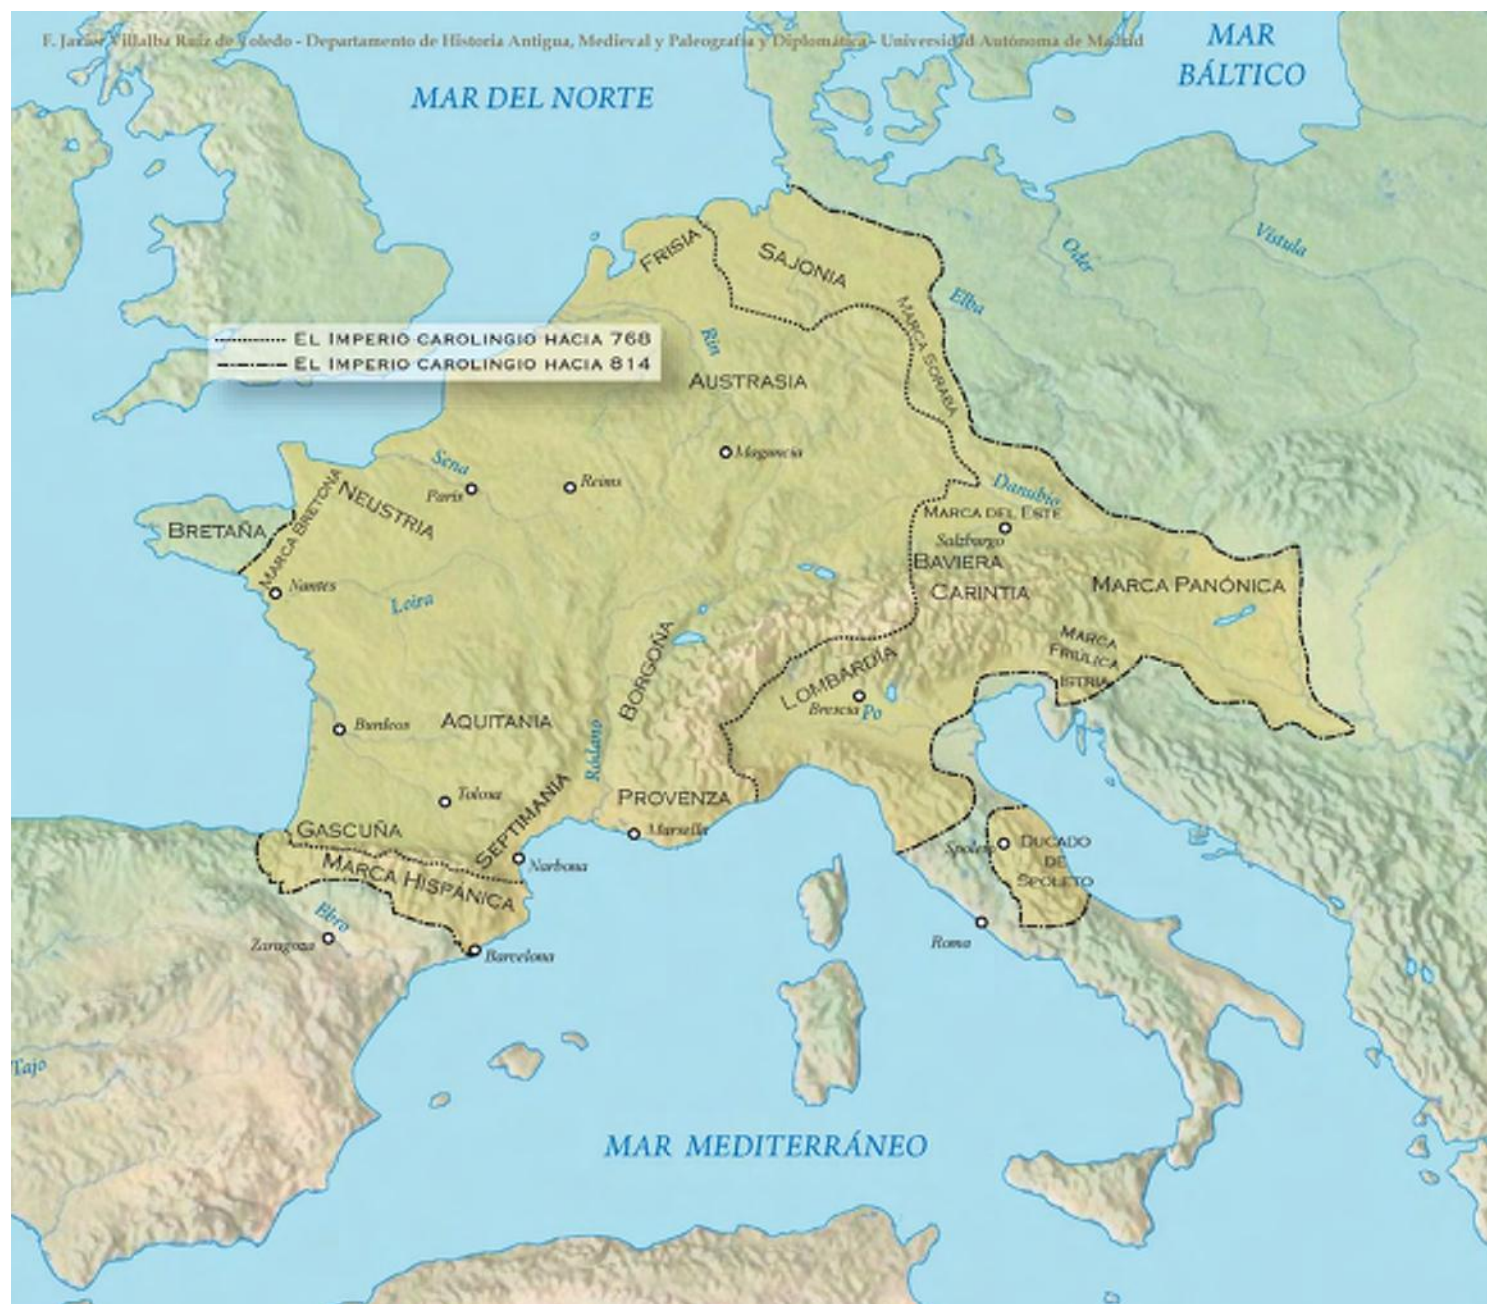 F. Javier Villalba Ruiz de Toledo - Departamento de Historia Antigua, Medieval y Paleografía y Diplomática - Universidad Autónoma de Madrid
MAR
BÁLTICO
MAR DEL NORTE
FRISIA
SAJONIA
Oder
Vístula
Elba
MARCA SORABA
EL IMPERIO CAROLINGIO HACIA 768
EL IMPERIO CAROLINGIO HACIA 814
Rin
AUSTRASIA
Maguncia
Sena
París
Reims
NEUSTRIA
MARCA BRETONA
BRETAÑA
Nantes
Loira
Danubio
MARCA DEL ESTE
Salzburgo
BAVIERA
CARINTIA
MARCA PANÓNICA
MARCA
FRIULICA
ISTRIA
LOMBARDÍA
Brescia
Po
BORGOÑA
Burdeos
AQUITANIA
Ródano
Tolosa
SEPTIMANIA
PROVENZA
Marsella
GASCUÑA
Narbona
MARCA HISPÁNICA
Ebro
Zaragoza
Barcelona
Spoleto
DUCADO
DE
SPOLETO
Roma
Tajo
MAR MEDITERRÁNEO